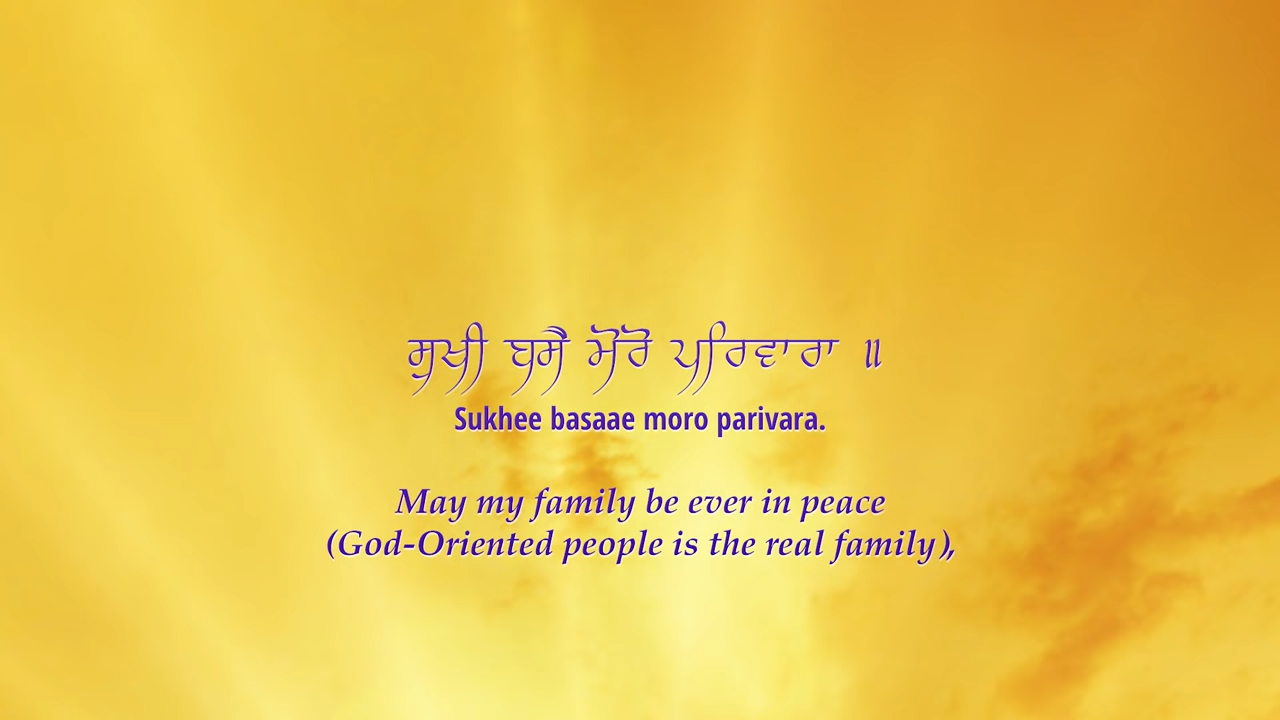 ਸੁਖੀ ਬਸੈ ਮੋਰੋ ਪਰਿਵਾਰਾ ॥
Sukhee basaae moro parivara.
May my family be ever in peace
(God-Oriented people is the real family),